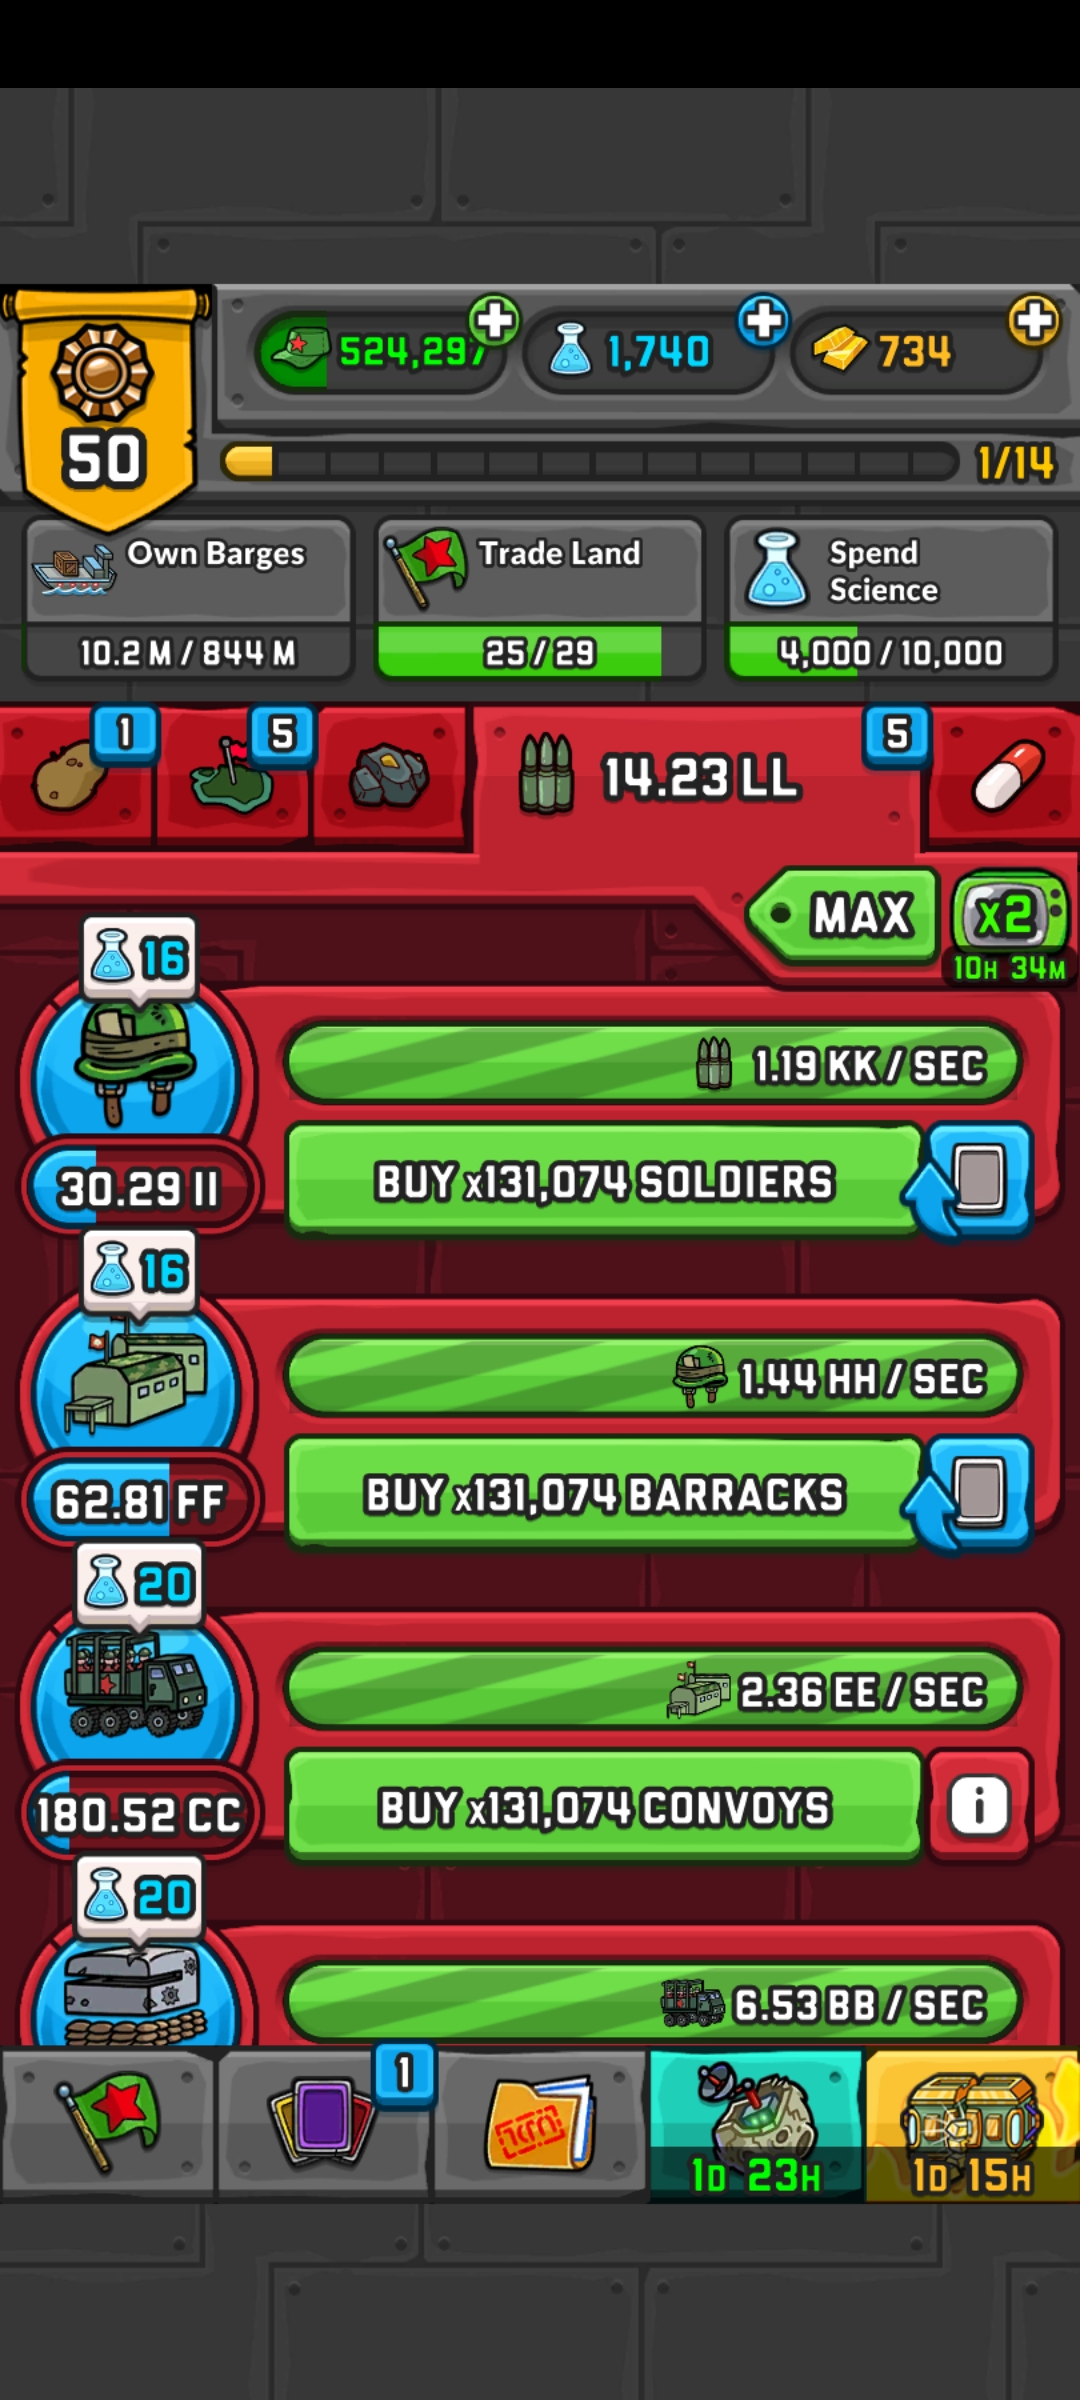 50
524,297
1,740
734
1/14
Own Barges
10.2 M / 844 M
Trade Land
25 / 29
Spend
Science
4,000 / 10,000
1
5
14.23 LL
5
MAX
x2
10H 34M
16
1.19 KK / SEC
30.29 II
BUY x131,074 SOLDIERS
16
1.44 HH / SEC
62.81 FF
BUY x131,074 BARRACKS
20
2.36 EE / SEC
180.52 CC
BUY x131,074 CONVOYS
i
20
6.53 BB / SEC
1
1D 23H
1D 15H